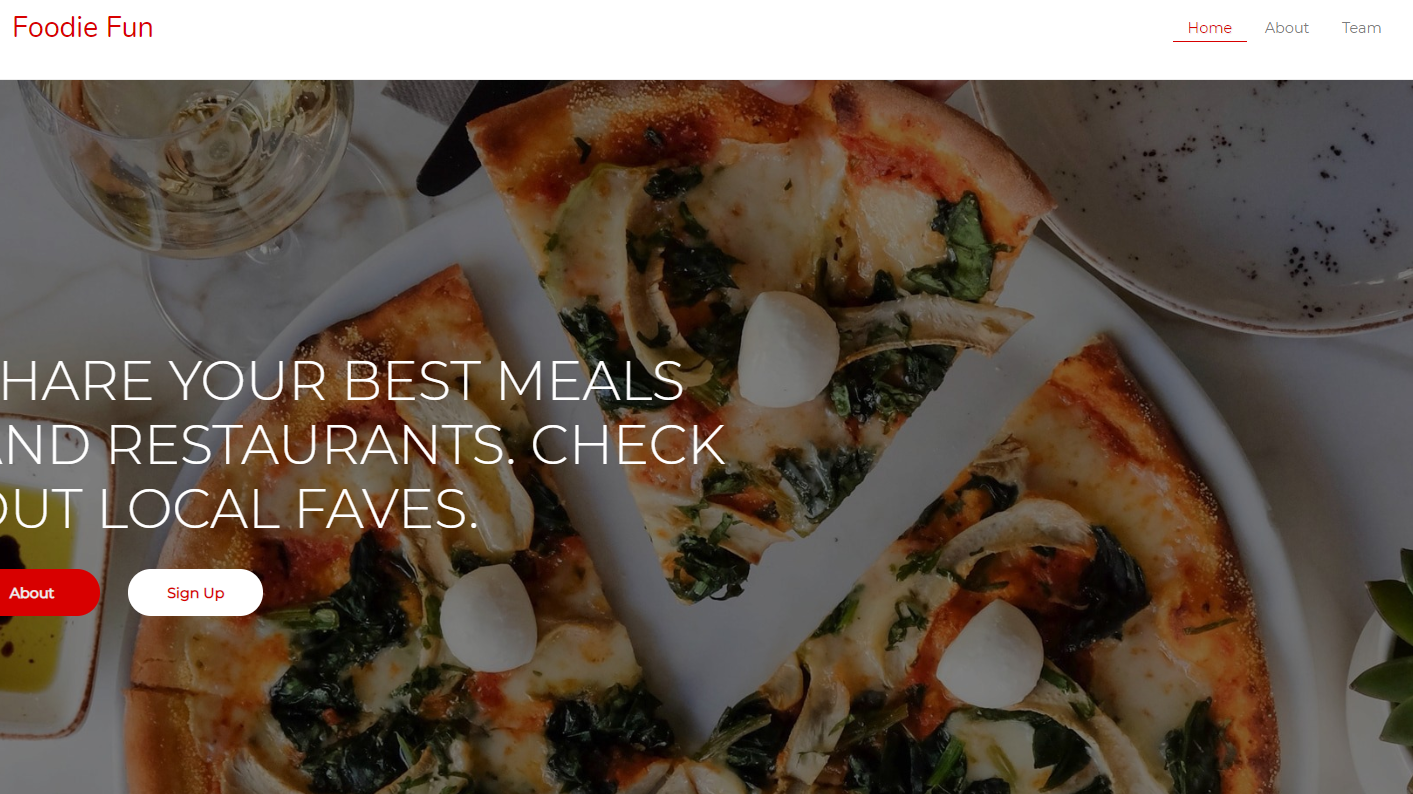 Foodie Fun
Home About Team
HARE YOUR BEST MEALS
AND RESTAURANTS. CHECK
OUT LOCAL FAVES.
About
Sign Up